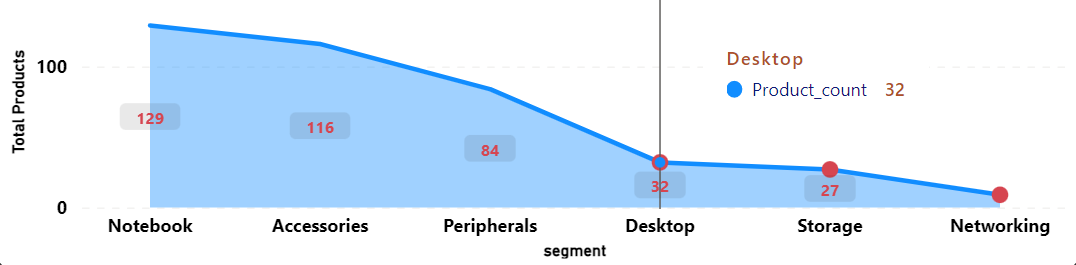 Total Products
100
0
129
116
84
32
27
Desktop
Product_count 32
Notebook Accessories Peripherals Desktop Storage Networking
segment